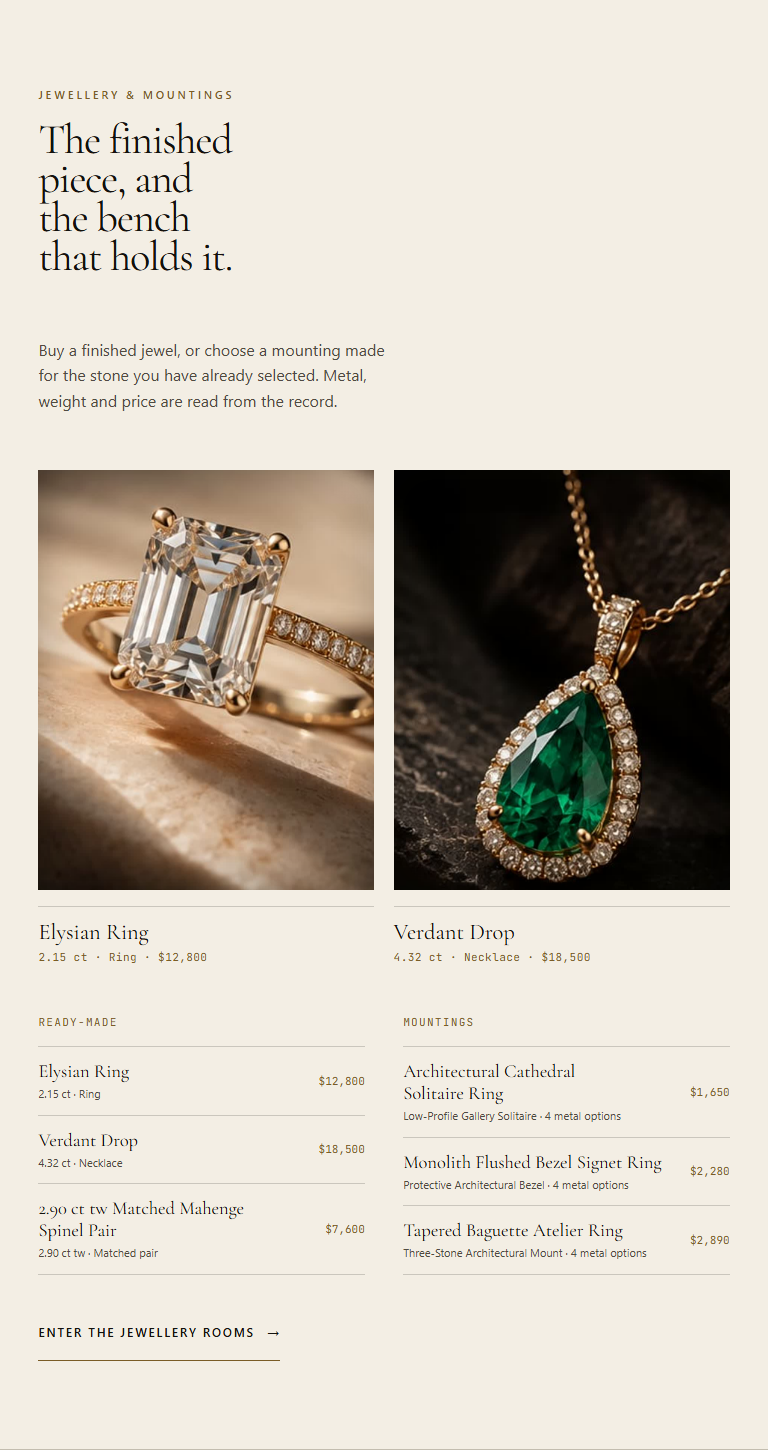 JEWELLERY & MOUNTINGS
The finished
piece, and
the bench
that holds it.
Buy a finished jewel, or choose a mounting made
for the stone you have already selected. Metal,
weight and price are read from the record.
Elysian Ring
2.15 ct · Ring · $12,800
Verdant Drop
4.32 ct · Necklace · $18,500
READY-MADE
Elysian Ring
2.15 ct · Ring
$12,800
Verdant Drop
4.32 ct · Necklace
$18,500
2.90 ct tw Matched Mahenge
Spinel Pair
2.90 ct tw · Matched pair
$7,600
MOUNTINGS
Architectural Cathedral
Solitaire Ring
Low-Profile Gallery Solitaire · 4 metal options
$1,650
Monolith Flushed Bezel Signet Ring
Protective Architectural Bezel · 4 metal options
$2,280
Tapered Baguette Atelier Ring
Three-Stone Architectural Mount · 4 metal options
$2,890
ENTER THE JEWELLERY ROOMS →